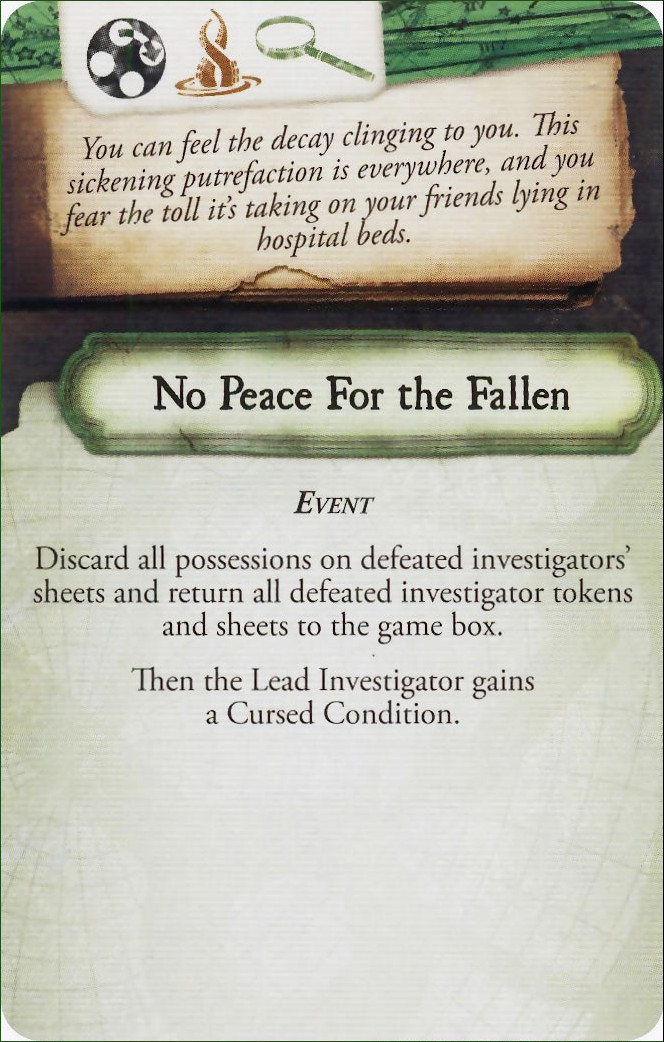 You can feel the decay clinging to you. This
sickening putrefaction is everywhere, and you
fear the toll it's taking on your friends lying in
hospital beds.
No Peace For the Fallen
Event
Discard all possessions on defeated investigators'
sheets and return all defeated investigator tokens
and sheets to the game box.
Then the Lead Investigator gains
a Cursed Condition.